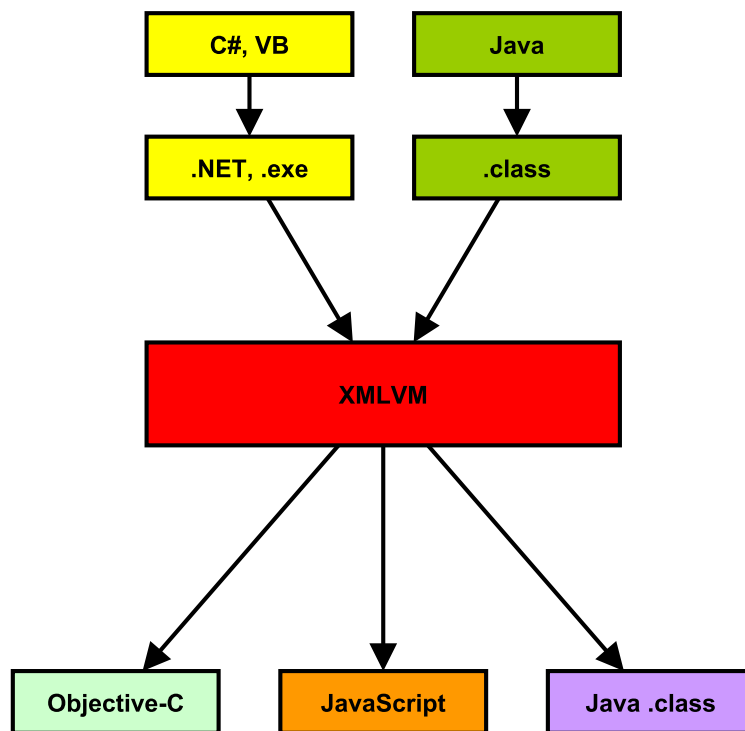 C#, VB
Java
.NET, .exe
.class
XMLVM
Objective-C
JavaScript
Java .class